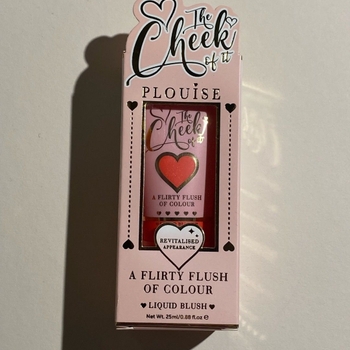 The
Cheek
of it
PLOUISE
The
Cheek
of it
A FLIRTY FLUSH
OF COLOUR
REVITALISED
APPEARANCE
A FLIRTY FLUSH
OF COLOUR
LIQUID BLUSH
Net Wt. 25ml/0.88 fl.oz e